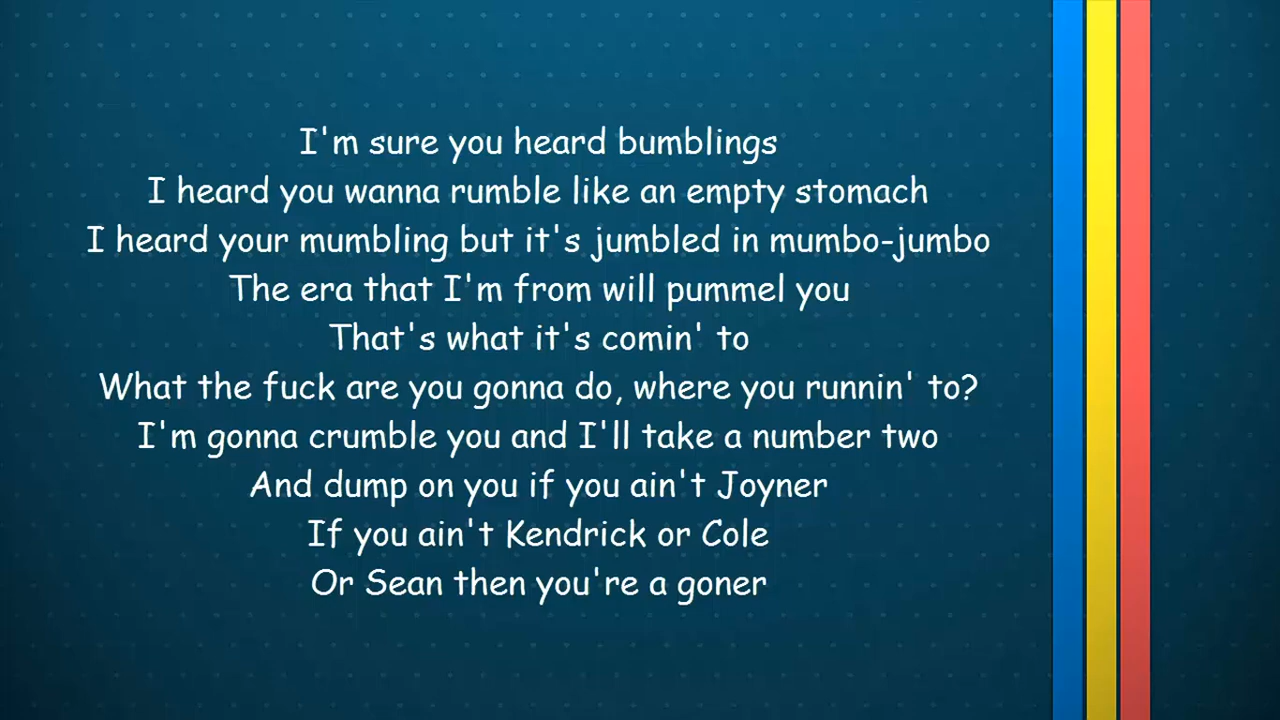 I'm sure you heard bumblings
I heard you wanna rumble like an empty stomach
I heard your mumbling but it's jumbled in mumbo-jumbo
The era that I'm from will pummel you
That's what it's comin' to
What the fuck are you gonna do, where you runnin' to?
I'm gonna crumble you and I'll take a number two
And dump on you if you ain't Joyner
If you ain't Kendrick or Cole
Or Sean then you're a goner